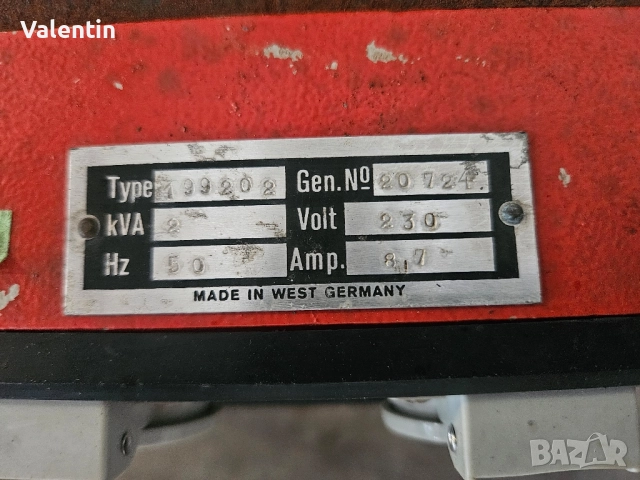 Valentin
Type 199202 Gen.Nº 20724.
kVA 2 Volt 230
Hz 50 Amp. 8,7
MADE IN WEST GERMANY
BAZAR